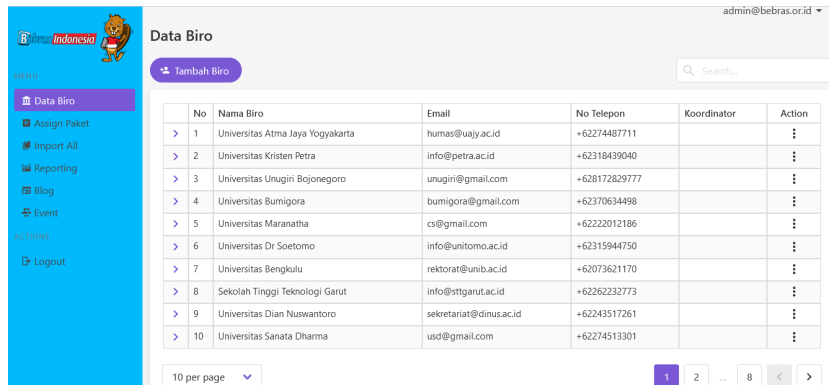 admin@bebras.or.id
Bebras Indonesia
Data Biro
Tambah Biro
Search...
MENU
Data Biro
Assign Paket
Import All
Reporting
Blog
Event
ACTIONS
Logout
No Nama Biro Email No Telepon Koordinator Action
1 Universitas Atma Jaya Yogyakarta humas@uajy.ac.id +62274487711
2 Universitas Kristen Petra info@petra.ac.id +62318439040
3 Universitas Unugiri Bojonegoro unugiri@gmail.com +628172829777
4 Universitas Bumigora bumigora@gmail.com +62370634498
5 Universitas Maranatha cs@gmail.com +62222012186
6 Universitas Dr Soetomo info@unitomo.ac.id +62315944750
7 Universitas Bengkulu rektorat@unib.ac.id +62073621170
8 Sekolah Tinggi Teknologi Garut info@sttgarut.ac.id +62262232773
9 Universitas Dian Nuswantoro sekretariat@dinus.ac.id +62243517261
10 Universitas Sanata Dharma usd@gmail.com +62274513301
10 per page
1 2 ... 8